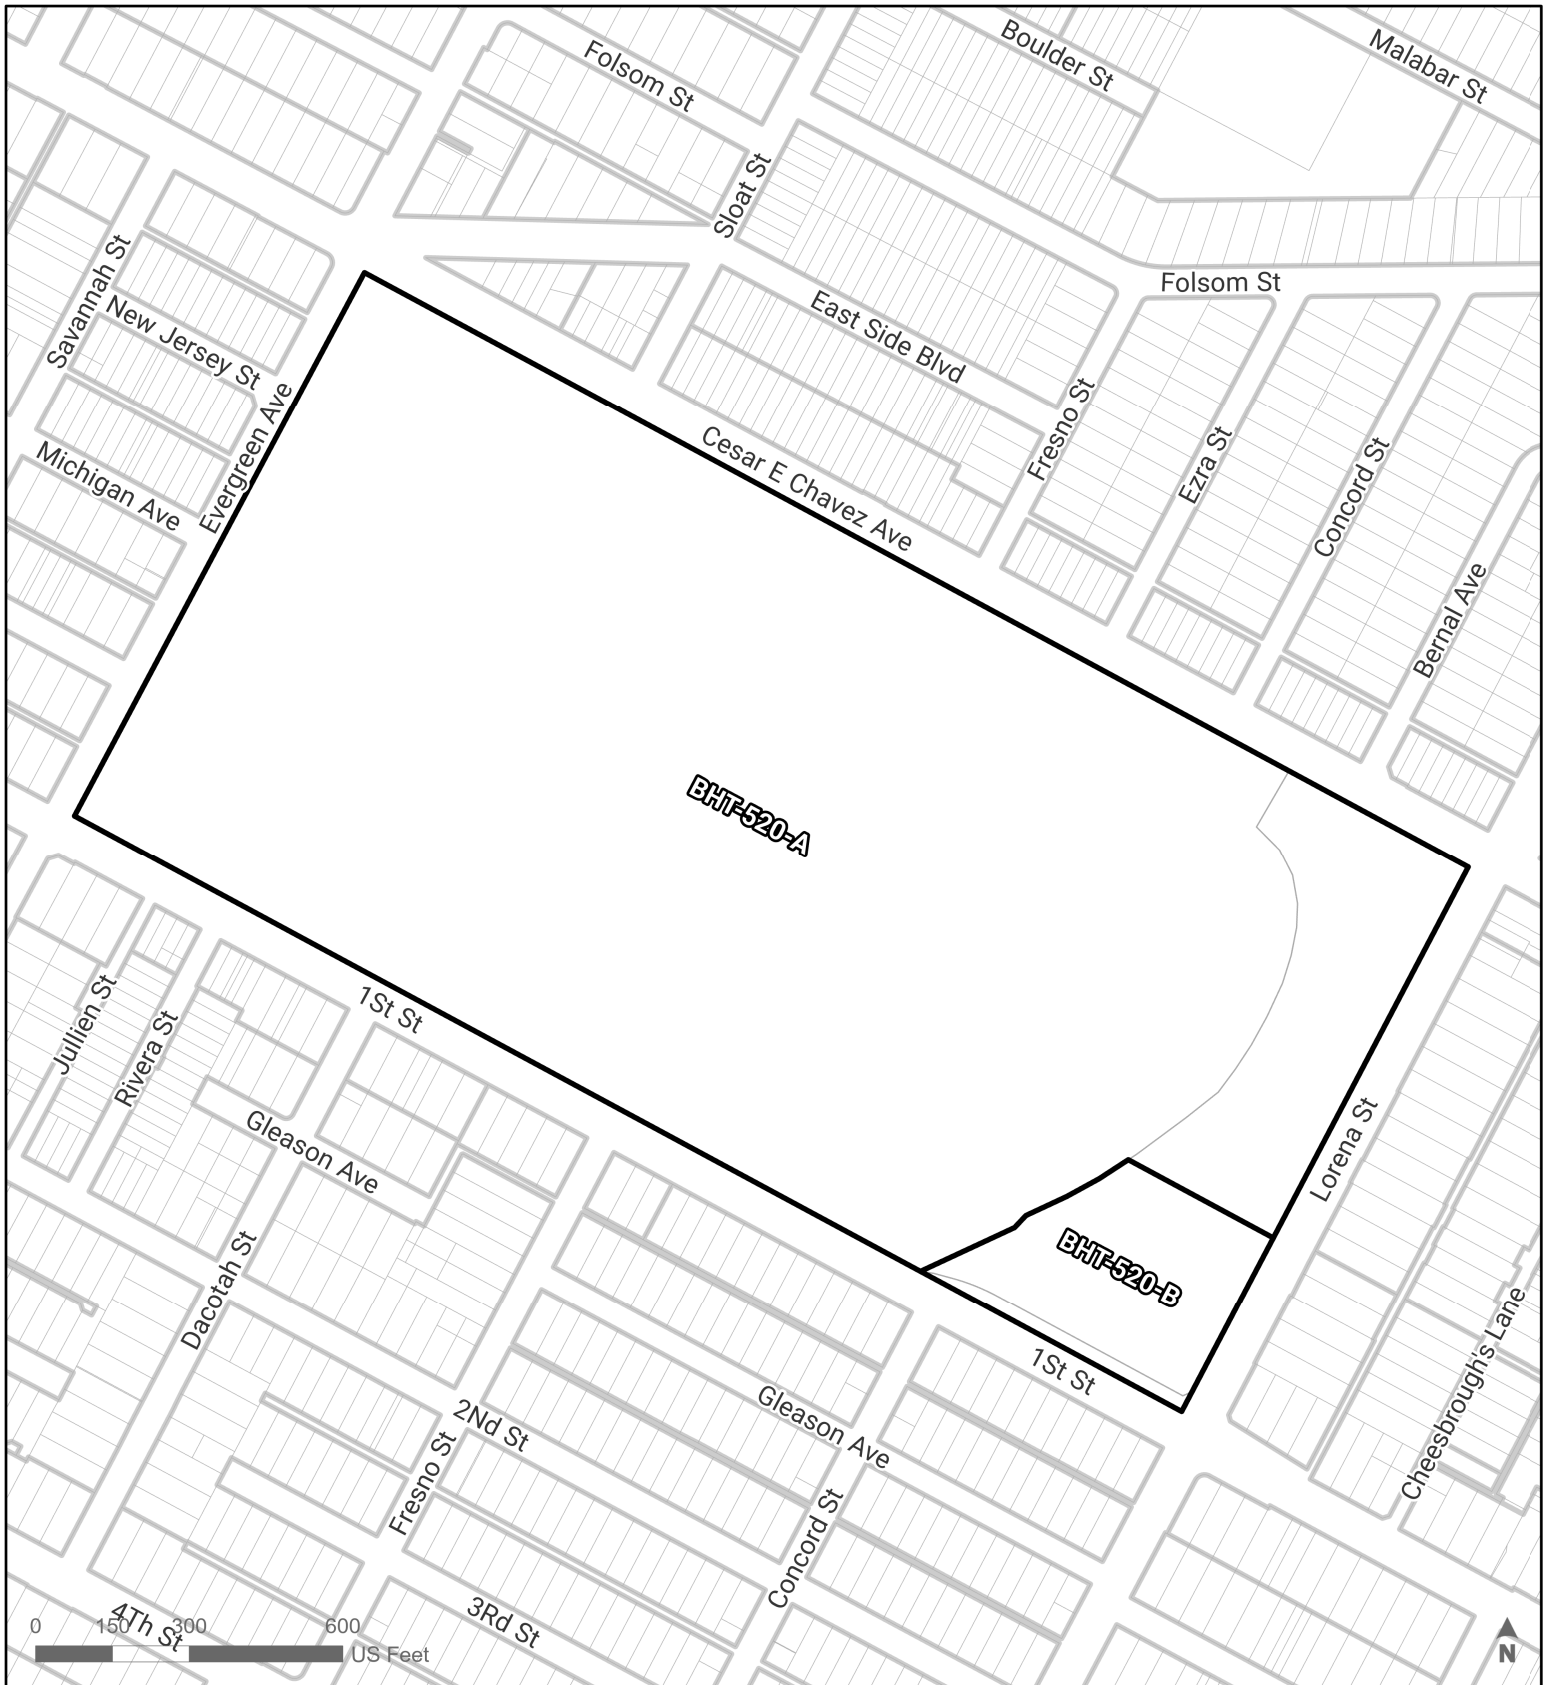 Folsom St
Boulder St
Malabar St
Sloat St
Savannah St
New Jersey St
Folsom St
East Side Blvd
Evergreen Ave
Michigan Ave
Cesar E Chavez Ave
Fresno St
Ezra St
Concord St
Bernal Ave
BHT-520-A
1St St
Jullien St
Rivera St
Gleason Ave
Lorena St
Dacotah St
BHT-520-B
1St St
Cheesbrough's Lane
2Nd St
Gleason Ave
Fresno St
Concord St
4Th St
3Rd St
0 150 300 600
US Feet
N